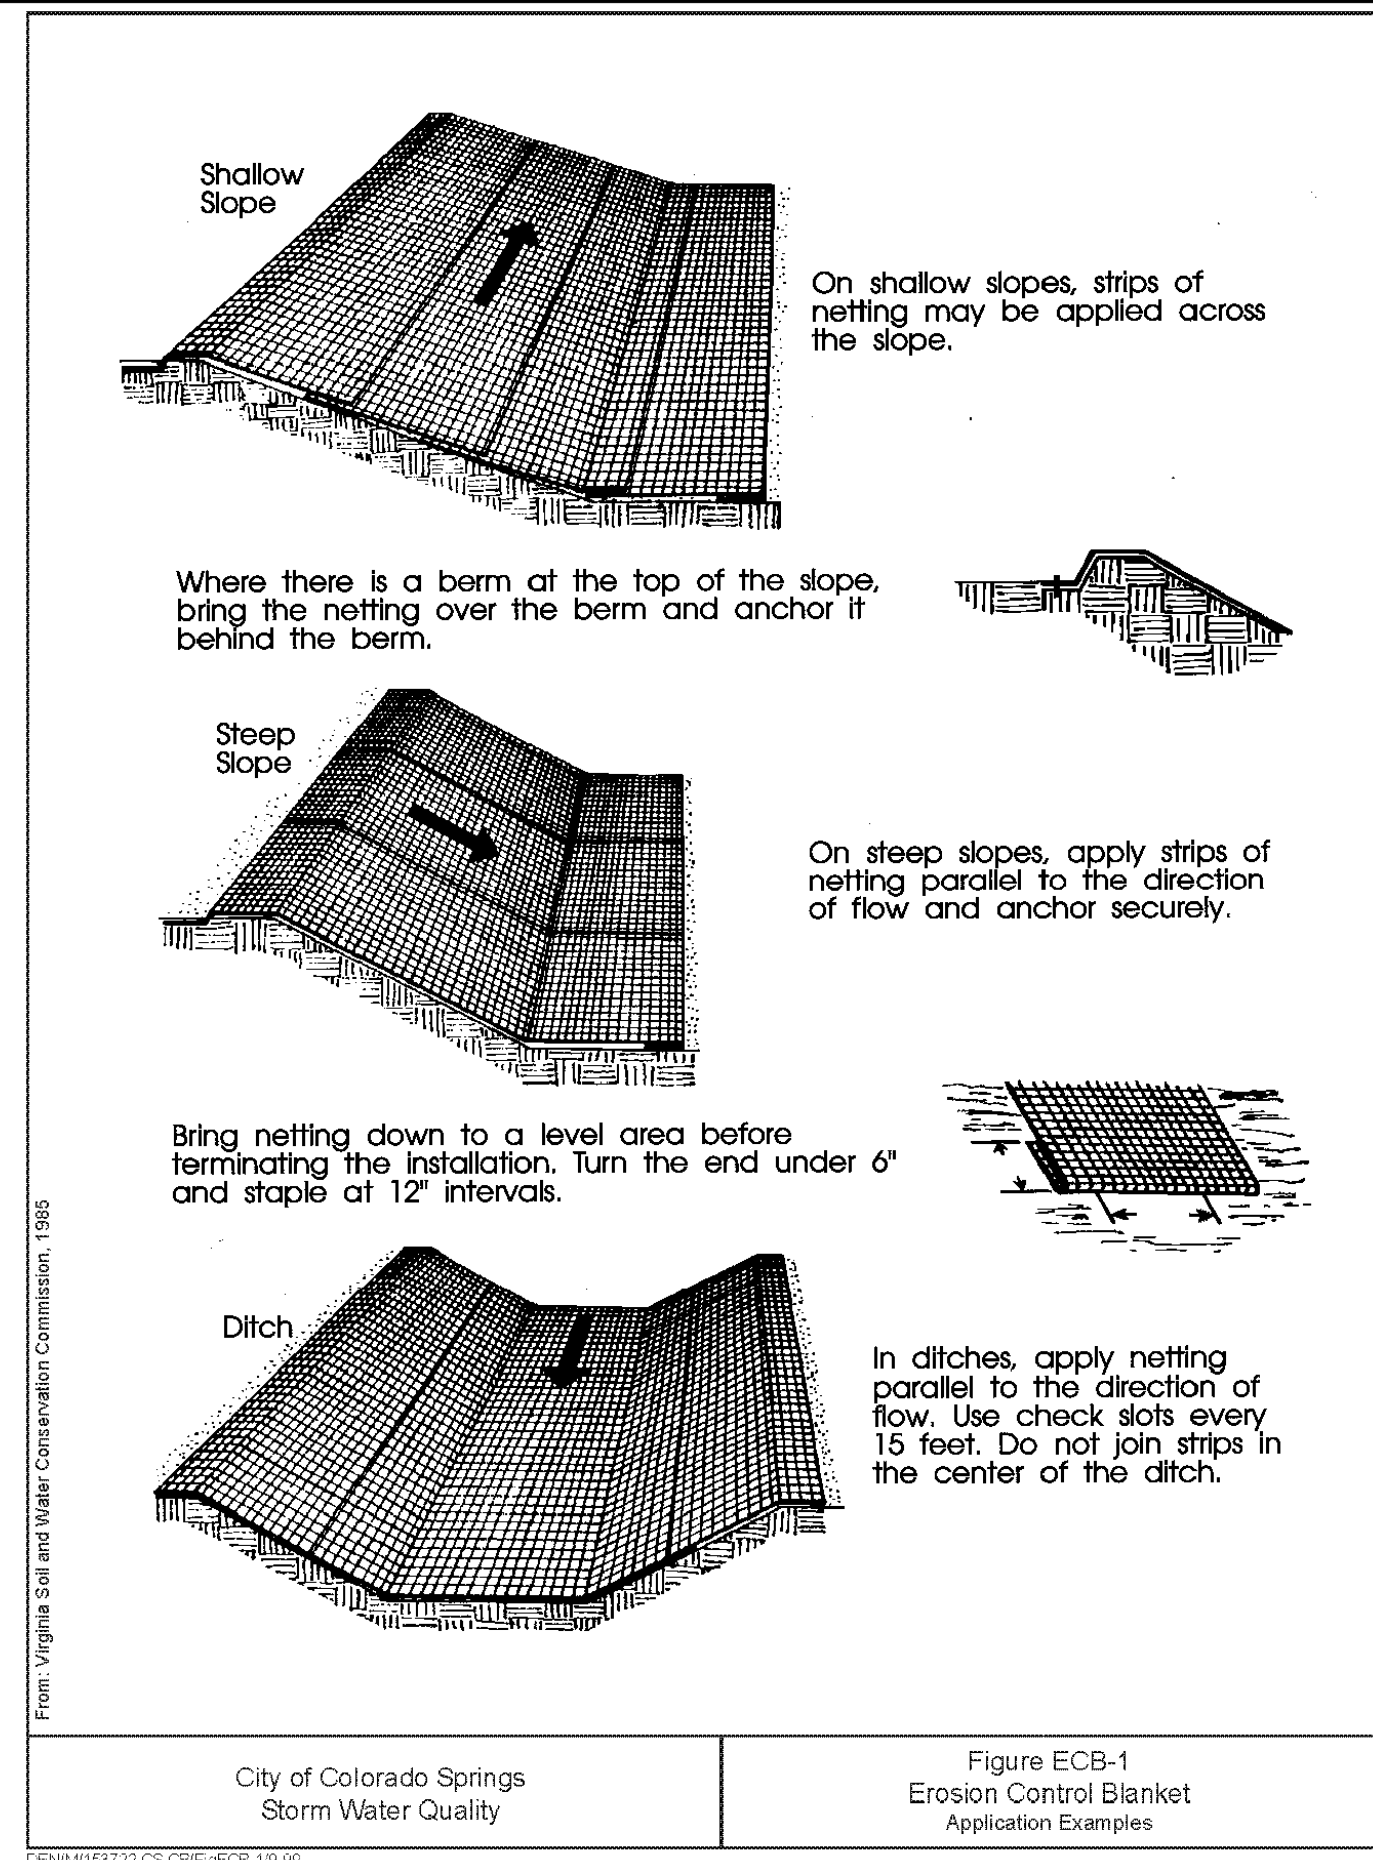 Shallow
Slope
On shallow slopes, strips of
netting may be applied across
the slope.
Where there is a berm at the top of the slope,
bring the netting over the berm and anchor it
behind the berm.
Steep
Slope
On steep slopes, apply strips of
netting parallel to the direction
of flow and anchor securely.
Bring netting down to a level area before
terminating the installation. Turn the end under 6"
and staple at 12" intervals.
Ditch
In ditches, apply netting
parallel to the direction of
flow. Use check slots every
15 feet. Do not join strips in
the center of the ditch.
From: Virginia Soil and Water Conservation Commission, 1985
City of Colorado Springs
Storm Water Quality
Figure ECB-1
Erosion Control Blanket
Application Examples